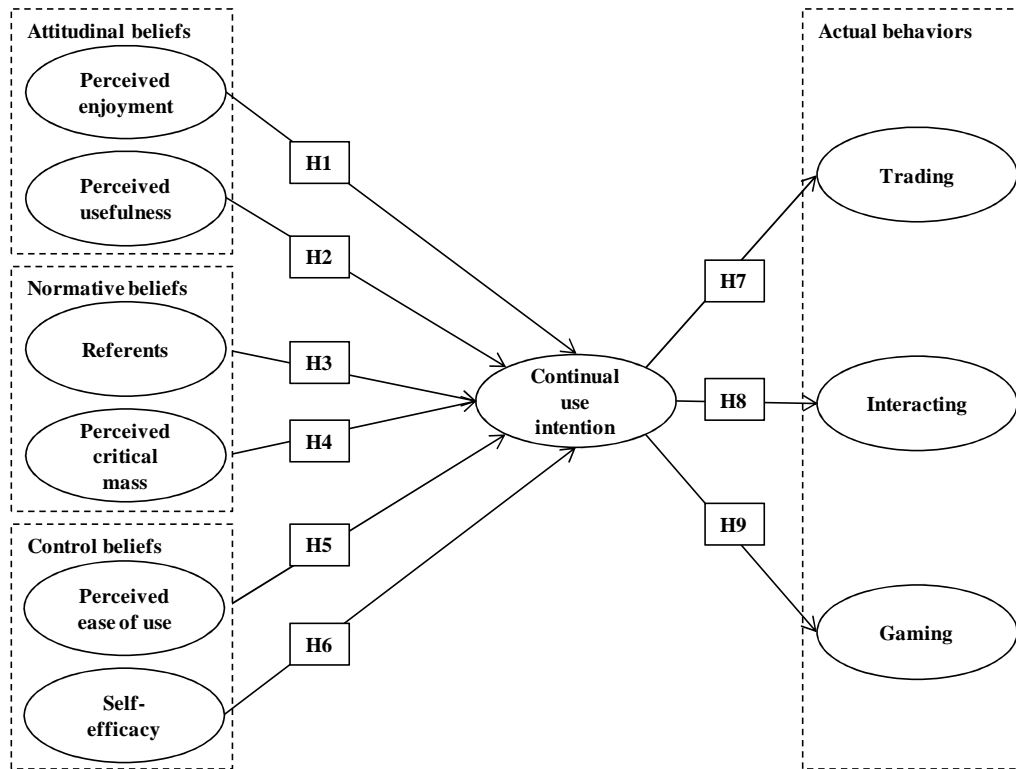 Attitudinal beliefs
Perceived
enjoyment
Perceived
usefulness
Normative beliefs
Referents
Perceived
critical
mass
Control beliefs
Perceived
ease of use
Self-
efficacy
H1
H2
H3
H4
H5
H6
Continual
use
intention
H7
H8
H9
Actual behaviors
Trading
Interacting
Gaming